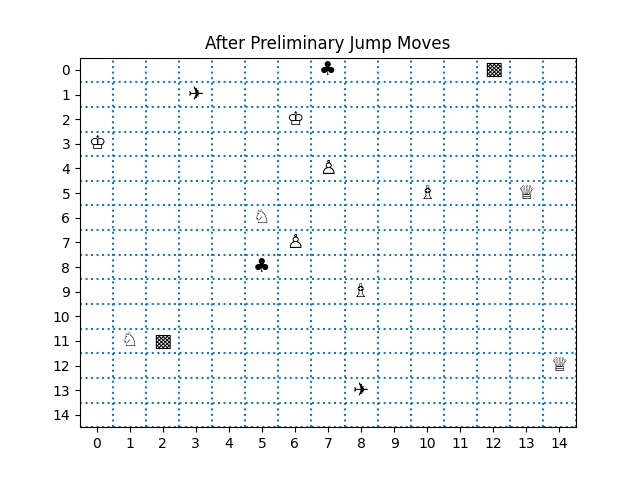 After Preliminary Jump Moves
0 ♣ ▩
1 ✈
2 ♔
3 ♔
4 ♙
5 ♗ ♕
6 ♘
7 ♙
8 ♣
9 ♗
10
11 ♘ ▩
12 ♕
13 ✈
14
0 1 2 3 4 5 6 7 8 9 10 11 12 13 14